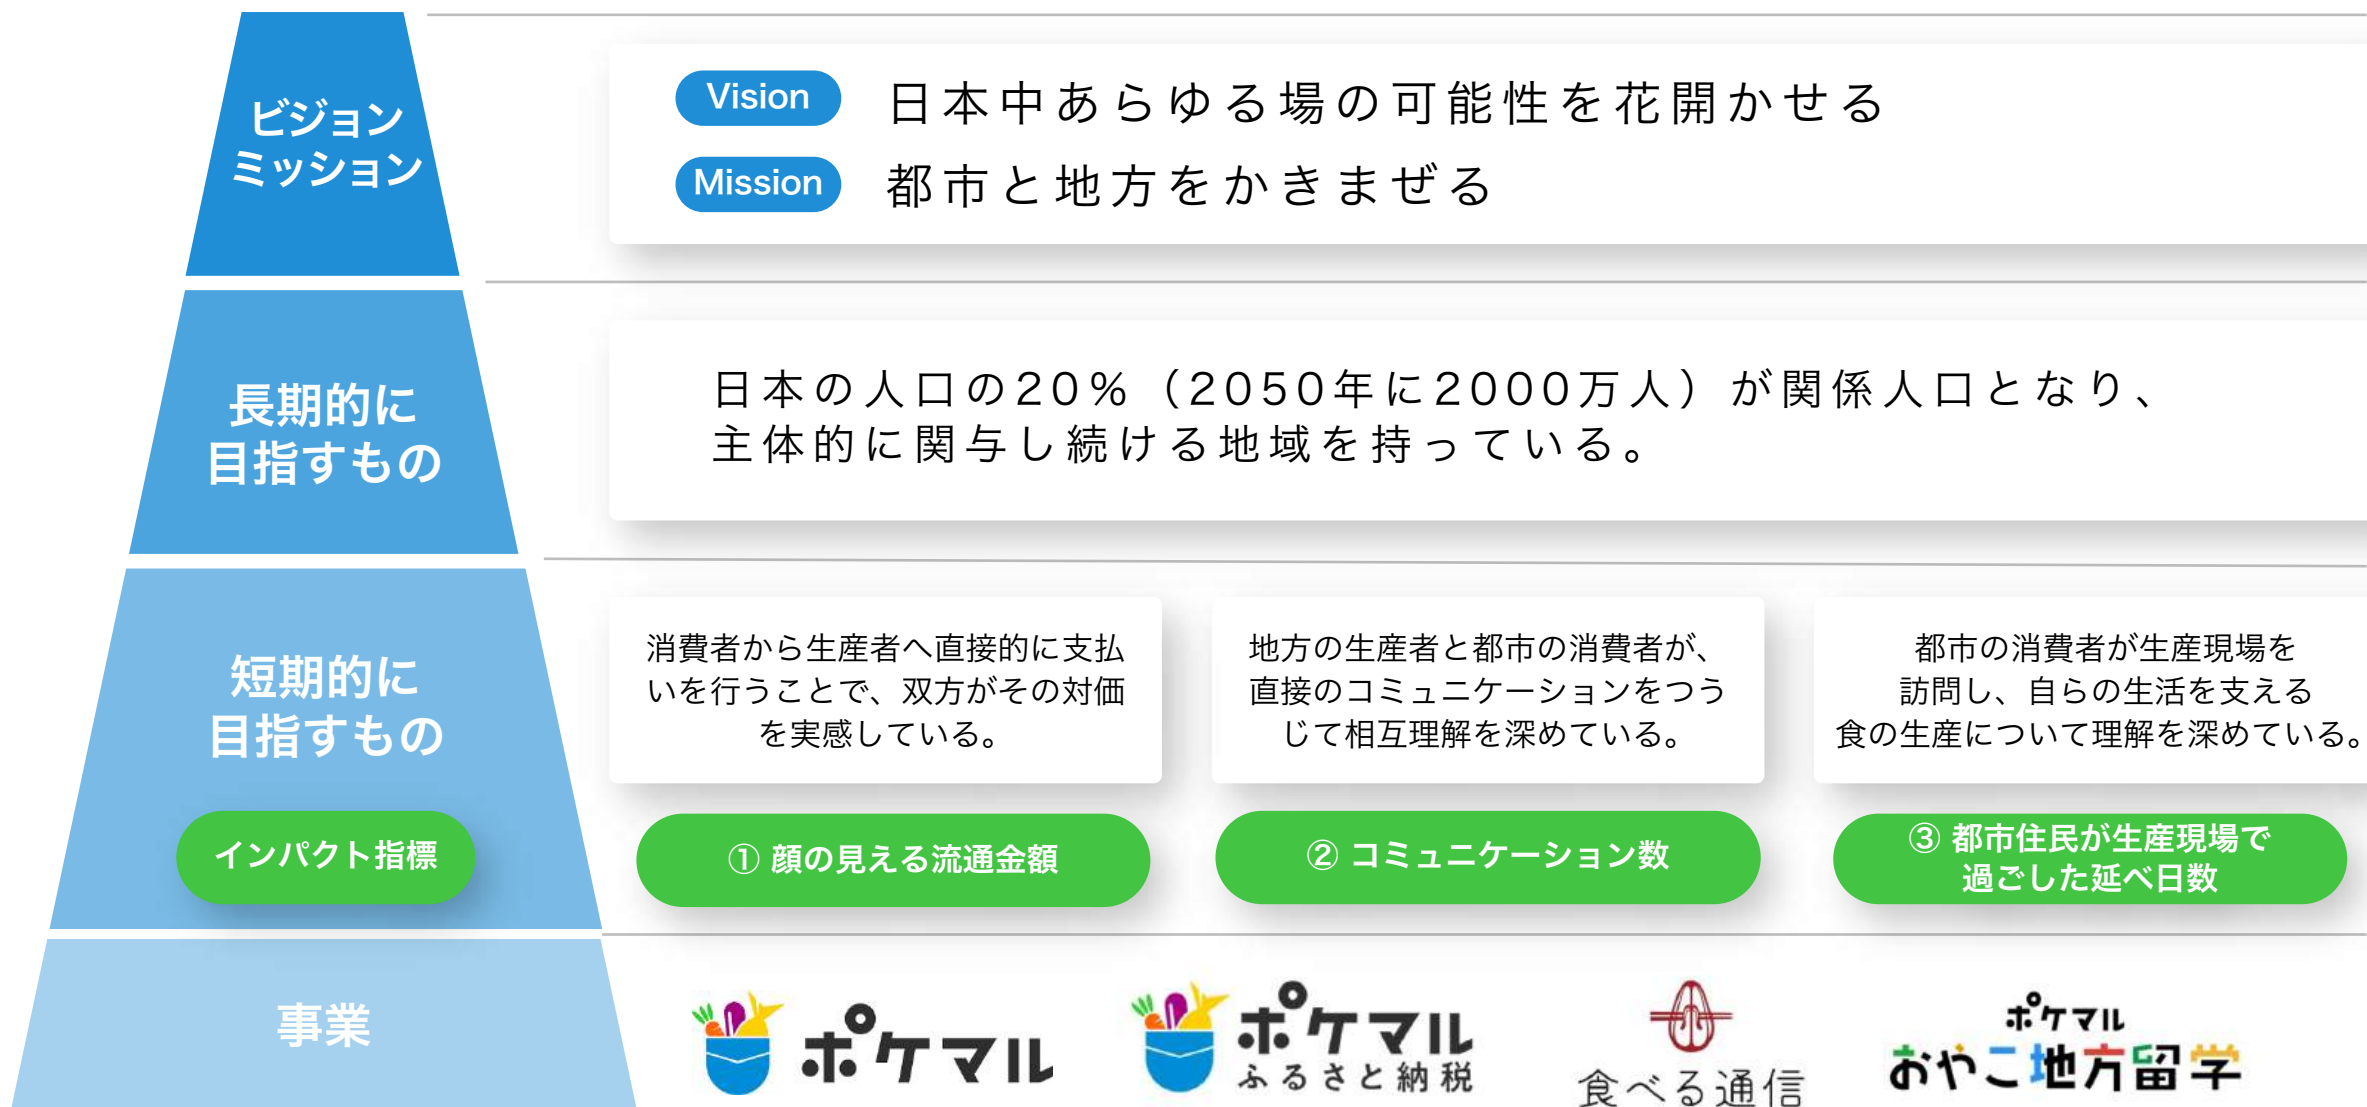 ビジョン
ミッション
Vision 日本中あらゆる場の可能性を花開かせる
Mission 都市と地方をかきまぜる
長期的に
目指すもの
日本の人口の20%（2050年に2000万人）が関係人口となり、
主体的に関与し続ける地域を持っている。
短期的に
目指すもの
インパクト指標
消費者から生産者へ直接的に支払
いを行うことで、双方がその対価
を実感している。
① 顔の見える流通金額
地方の生産者と都市の消費者が、
直接のコミュニケーションをつう
じて相互理解を深めている。
② コミュニケーション数
都市の消費者が生産現場を
訪問し、自らの生活を支える
食の生産について理解を深めている。
③ 都市住民が生産現場で
過ごした延べ日数
事業
ポケマル
ポケマル
ふるさと納税
食べる通信
ポケマル
おやこ地方留学